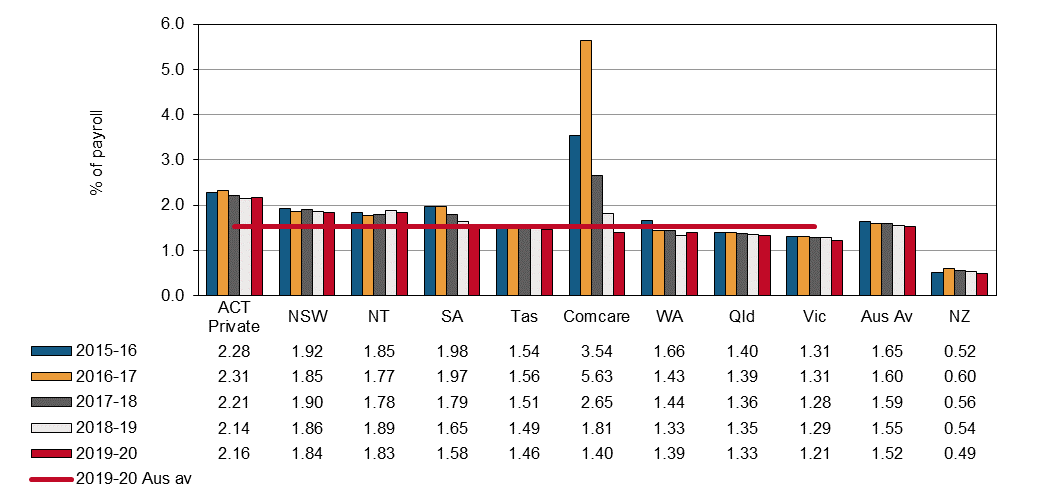 6.0
5.0
4.0
3.0
2.0
1.0
0.0
% of payroll
ACT Private NSW NT SA Tas Comcare WA Qld Vic Aus Av NZ
2015-16 2.28 1.92 1.85 1.98 1.54 3.54 1.66 1.40 1.31 1.65 0.52
2016-17 2.31 1.85 1.77 1.97 1.56 5.63 1.43 1.39 1.31 1.60 0.60
2017-18 2.21 1.90 1.78 1.79 1.51 2.65 1.44 1.36 1.28 1.59 0.56
2018-19 2.14 1.86 1.89 1.65 1.49 1.81 1.33 1.35 1.29 1.55 0.54
2019-20 2.16 1.84 1.83 1.58 1.46 1.40 1.39 1.33 1.21 1.52 0.49
2019-20 Aus av